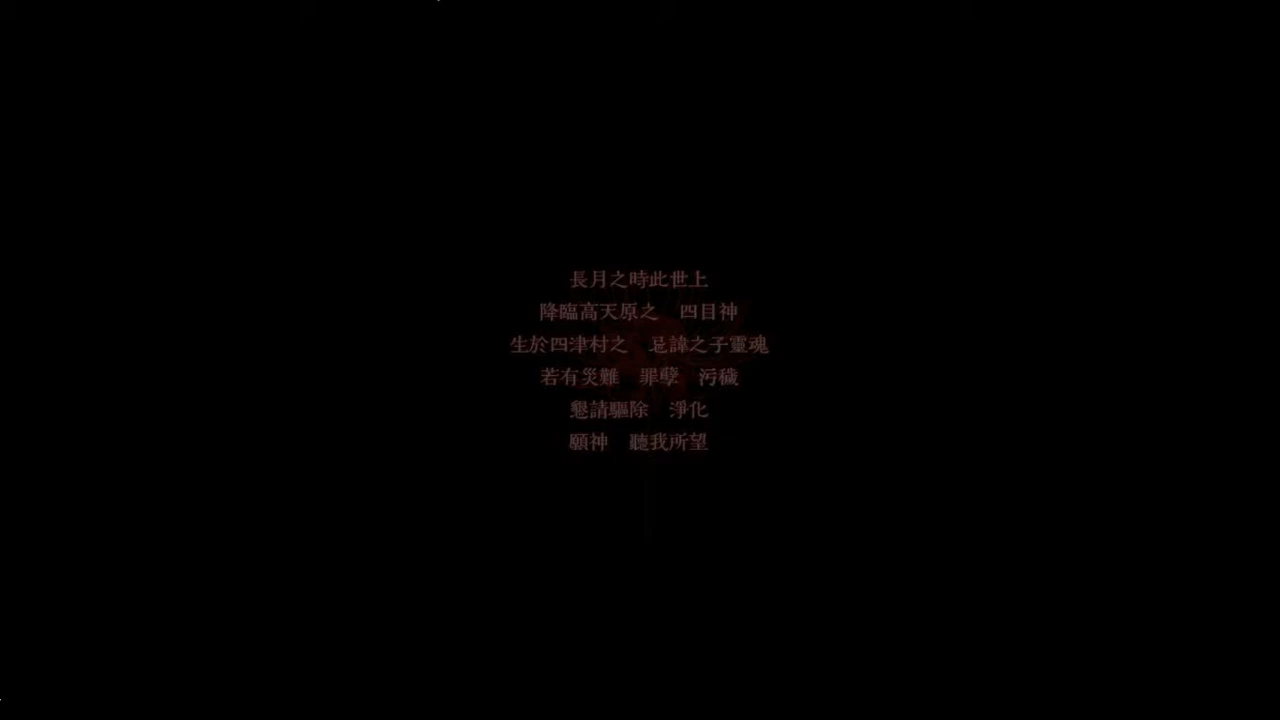 長月之時此世上
降臨高天原之　四目神
生於四津村之　忌諱之子靈魂
若有災難　罪孽　污穢
懇請驅除　淨化
願神　聽我所望